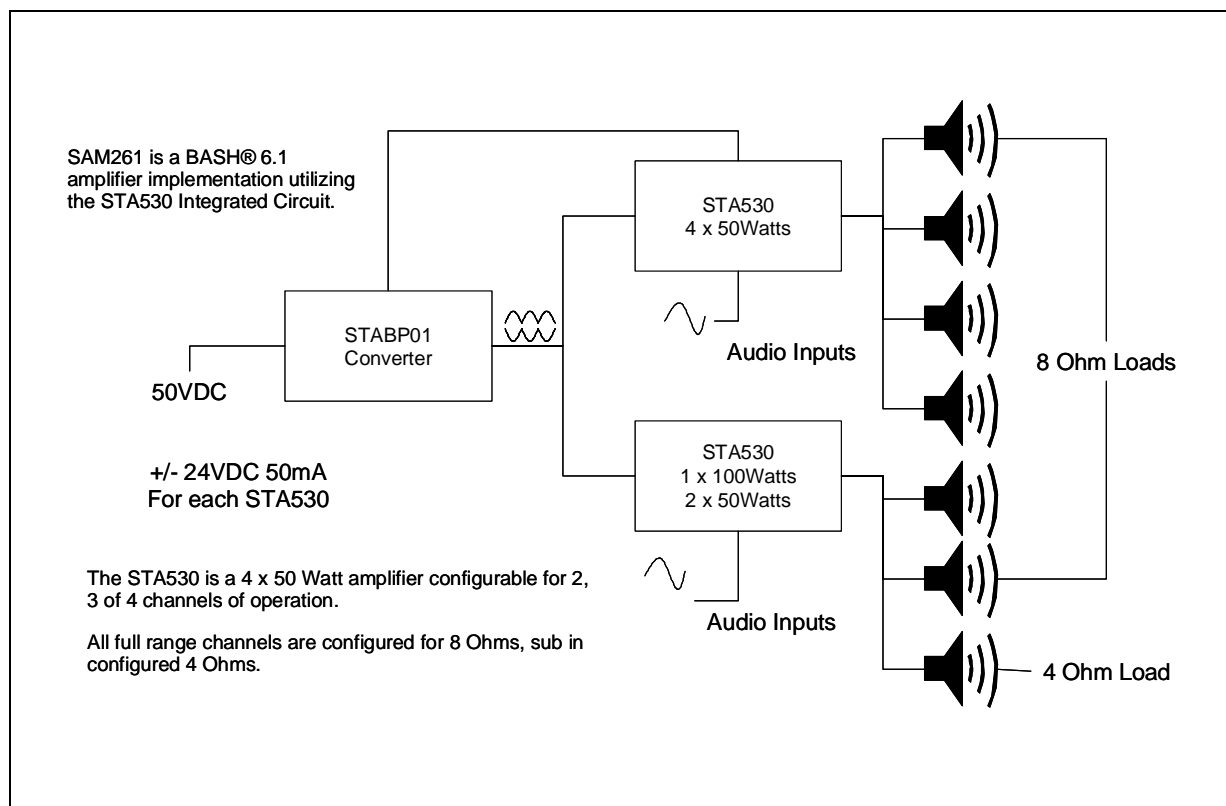 SAM261 is a BASH® 6.1
amplifier implementation utilizing
the STA530 Integrated Circuit.
STA530
4 x 50Watts
STABP01
Converter
Audio Inputs
8 Ohm Loads
50VDC
STA530
1 x 100Watts
2 x 50Watts
+/- 24VDC 50mA
For each STA530
The STA530 is a 4 x 50 Watt amplifier configurable for 2,
3 of 4 channels of operation.
Audio Inputs
All full range channels are configured for 8 Ohms, sub in
configured 4 Ohms.
4 Ohm Load